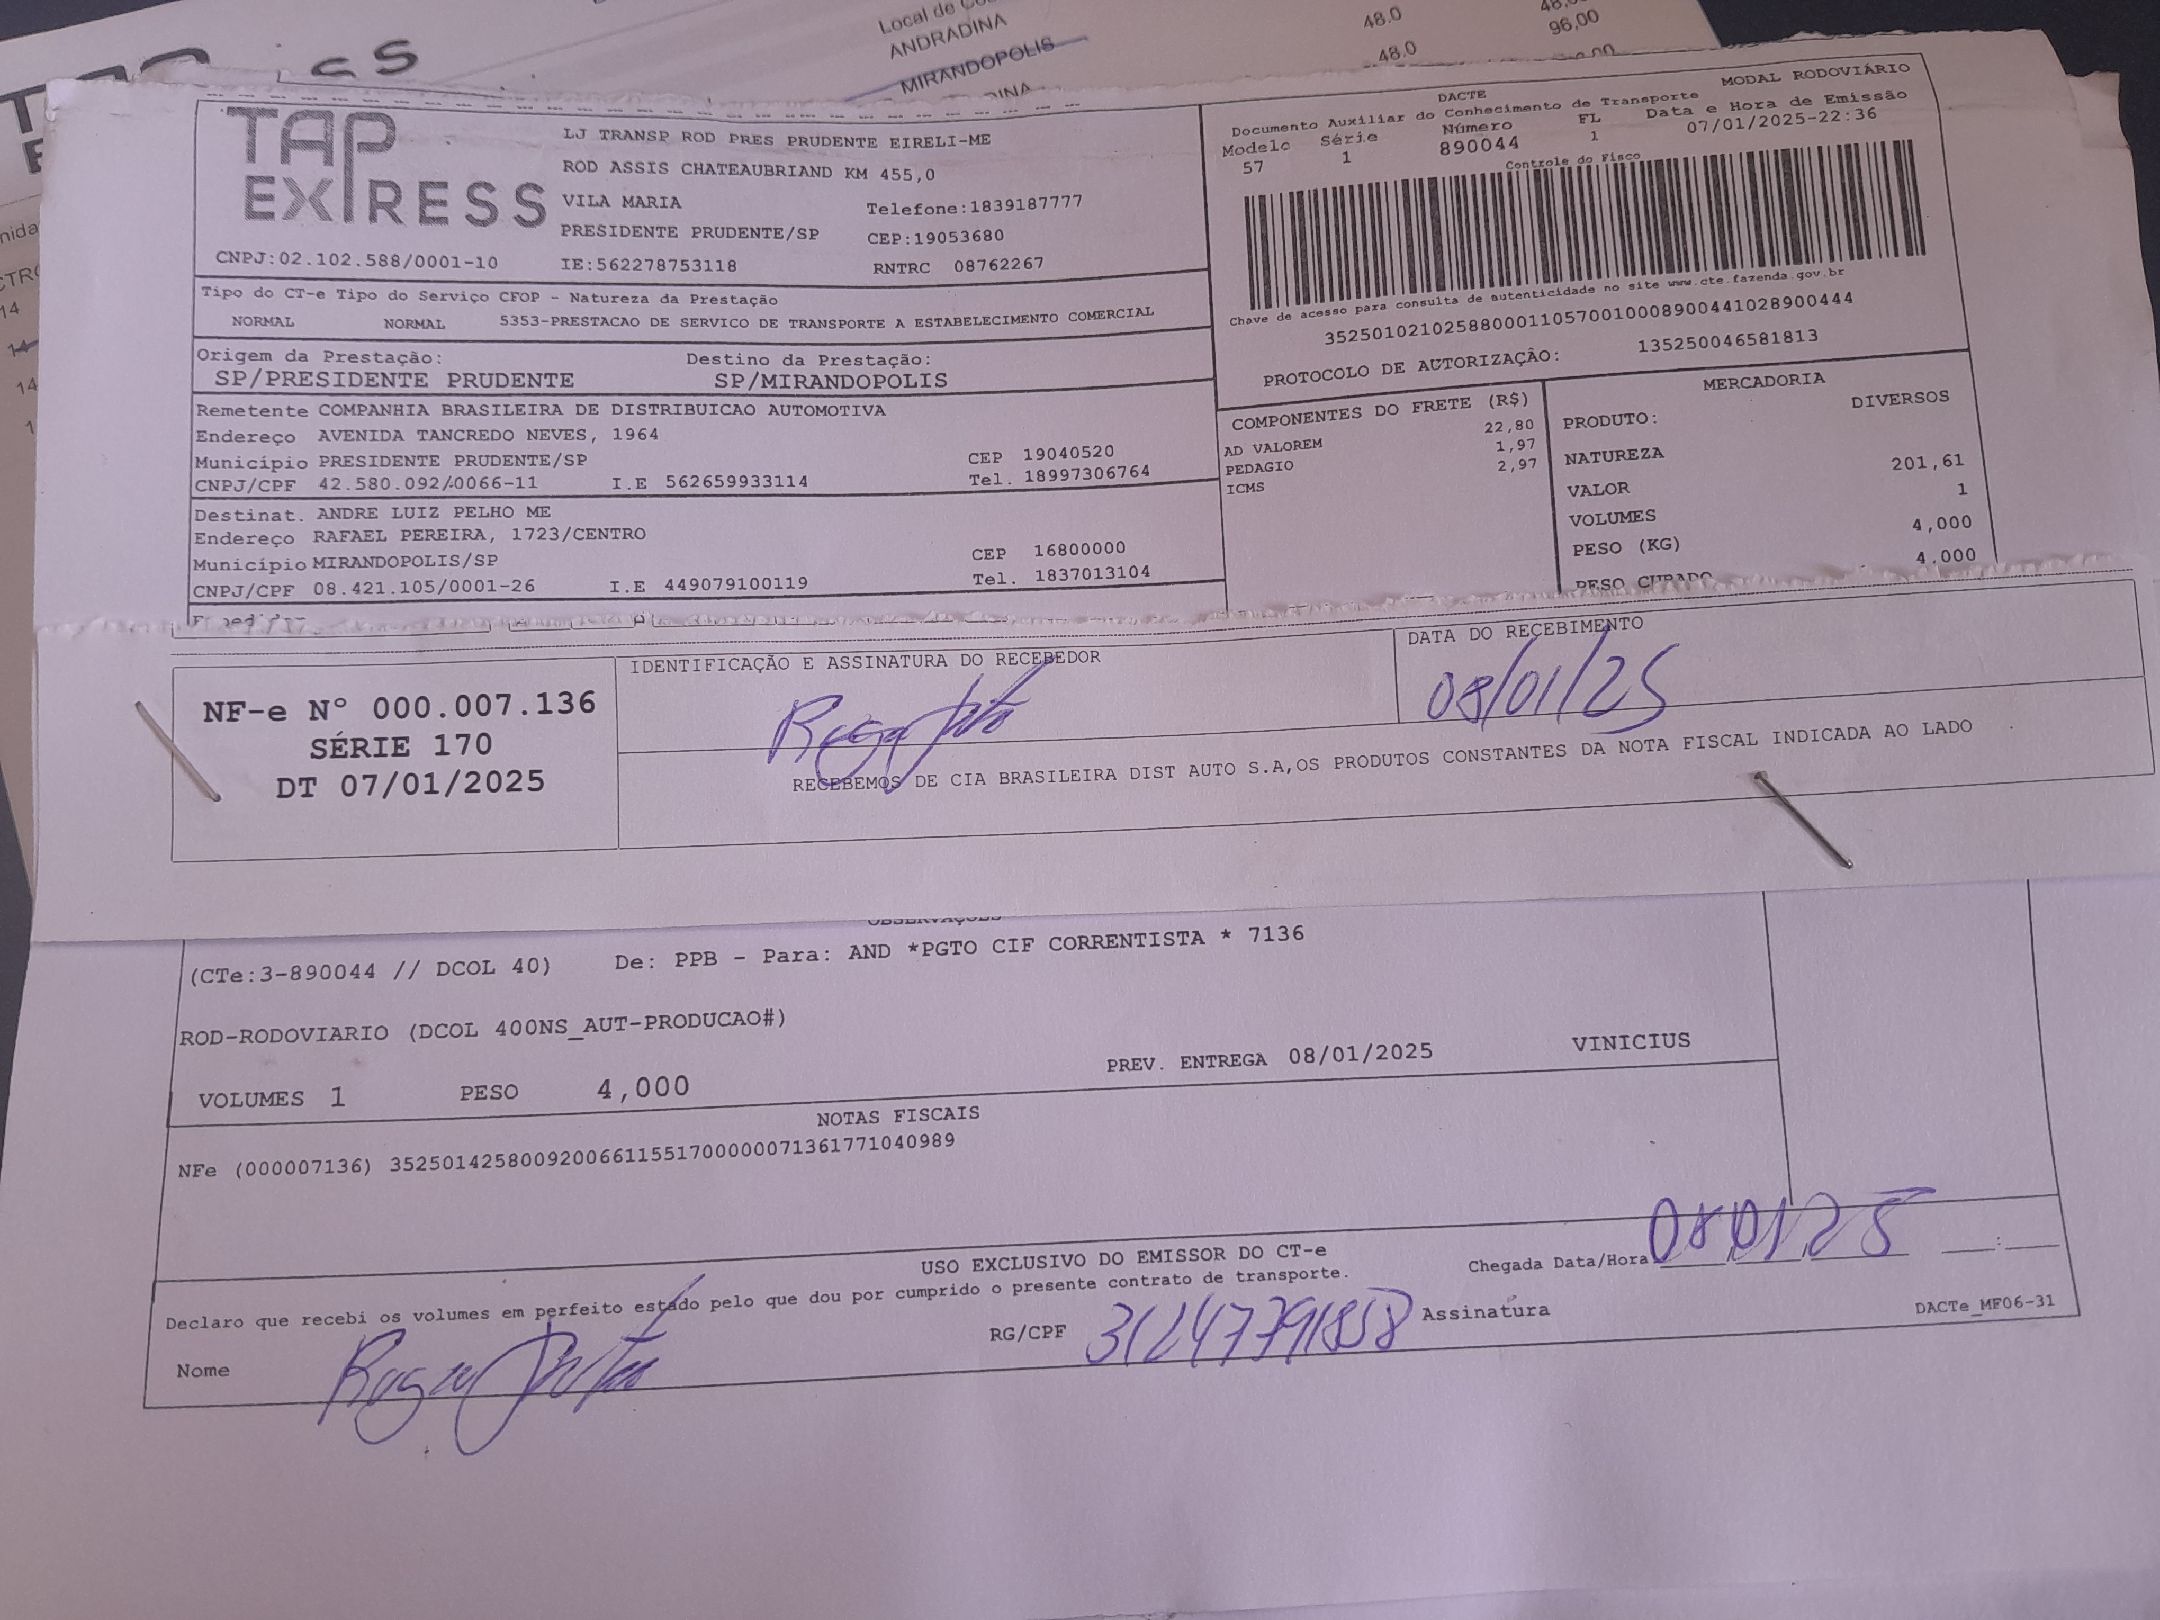 Local de
ANDRADINA
MIRANDOPOLIS
48.0
48.0
96,00
TAP EXPRESS
LJ TRANSP ROD PRES PRUDENTE EIRELI-ME
ROD ASSIS CHATEAUBRIAND KM 455,0
VILA MARIA Telefone:1839187777
PRESIDENTE PRUDENTE/SP CEP:19053680
CNPJ:02.102.588/0001-10 IE:562278753118 RNTRC 08762267
DACTE MODAL RODOVIÁRIO
Documento Auxiliar do Conhecimento de Transporte
Modelo Série Número FL Data e Hora de Emissão
57 1 890044 1 07/01/2025-22:36
Controle do Fisco
Chave de acesso para consulta de autenticidade no site www.cte.fazenda.gov.br
35250102102588000110570010008900441028900444
PROTOCOLO DE AUTORIZAÇÃO: 135250046581813
Tipo do CT-e Tipo do Serviço CFOP - Natureza da Prestação
NORMAL NORMAL 5353-PRESTACAO DE SERVICO DE TRANSPORTE A ESTABELECIMENTO COMERCIAL
Origem da Prestação: Destino da Prestação:
SP/PRESIDENTE PRUDENTE SP/MIRANDOPOLIS
Remetente COMPANHIA BRASILEIRA DE DISTRIBUICAO AUTOMOTIVA
Endereço AVENIDA TANCREDO NEVES, 1964
Município PRESIDENTE PRUDENTE/SP CEP 19040520
CNPJ/CPF 42.580.092/0066-11 I.E 562659933114 Tel. 18997306764
Destinat. ANDRE LUIZ PELHO ME
Endereço RAFAEL PEREIRA, 1723/CENTRO
Município MIRANDOPOLIS/SP CEP 16800000
CNPJ/CPF 08.421.105/0001-26 I.E 449079100119 Tel. 1837013104
COMPONENTES DO FRETE (R$)
22,80
AD VALOREM 1,97
PEDAGIO 2,97
ICMS
MERCADORIA
PRODUTO: DIVERSOS
NATUREZA
VALOR 201,61
VOLUMES 1
PESO (KG) 4,000
PESO CUBADO 4.000
NF-e Nº 000.007.136
SÉRIE 170
DT 07/01/2025
IDENTIFICAÇÃO E ASSINATURA DO RECEBEDOR
DATA DO RECEBIMENTO
08/01/25
RECEBEMOS DE CIA BRASILEIRA DIST AUTO S.A,OS PRODUTOS CONSTANTES DA NOTA FISCAL INDICADA AO LADO
OBSERVAÇÕES
(CTe:3-890044 // DCOL 40) De: PPB - Para: AND *PGTO CIF CORRENTISTA * 7136
ROD-RODOVIARIO (DCOL 400NS_AUT-PRODUCAO#)
VOLUMES 1 PESO 4,000 PREV. ENTREGA 08/01/2025 VINICIUS
NOTAS FISCAIS
NFe (000007136) 35250142580092006611551700000071361771040989
USO EXCLUSIVO DO EMISSOR DO CT-e
Declaro que recebi os volumes em perfeito estado pelo que dou por cumprido o presente contrato de transporte.
Chegada Data/Hora 08 01 25 :
Nome RG/CPF 31247791858 Assinatura DACTe_MF06-31